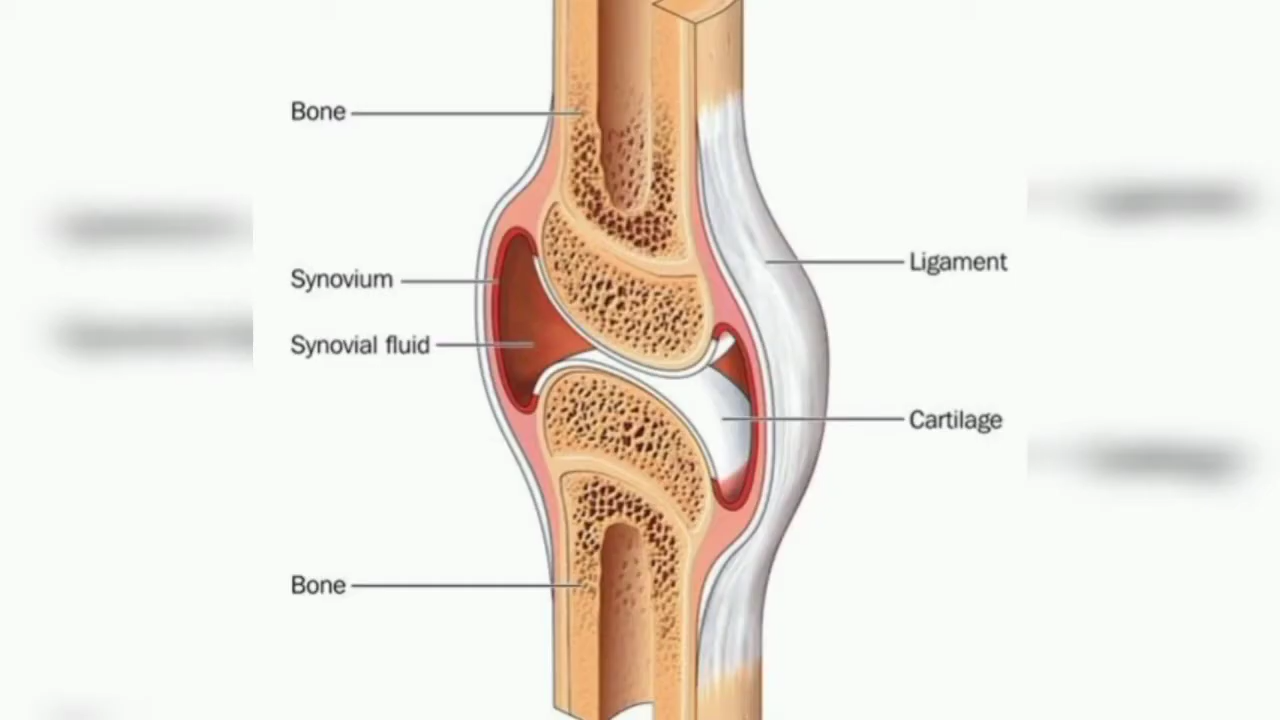 Bone
Synovium
Synovial fluid
Bone
Ligament
Cartilage